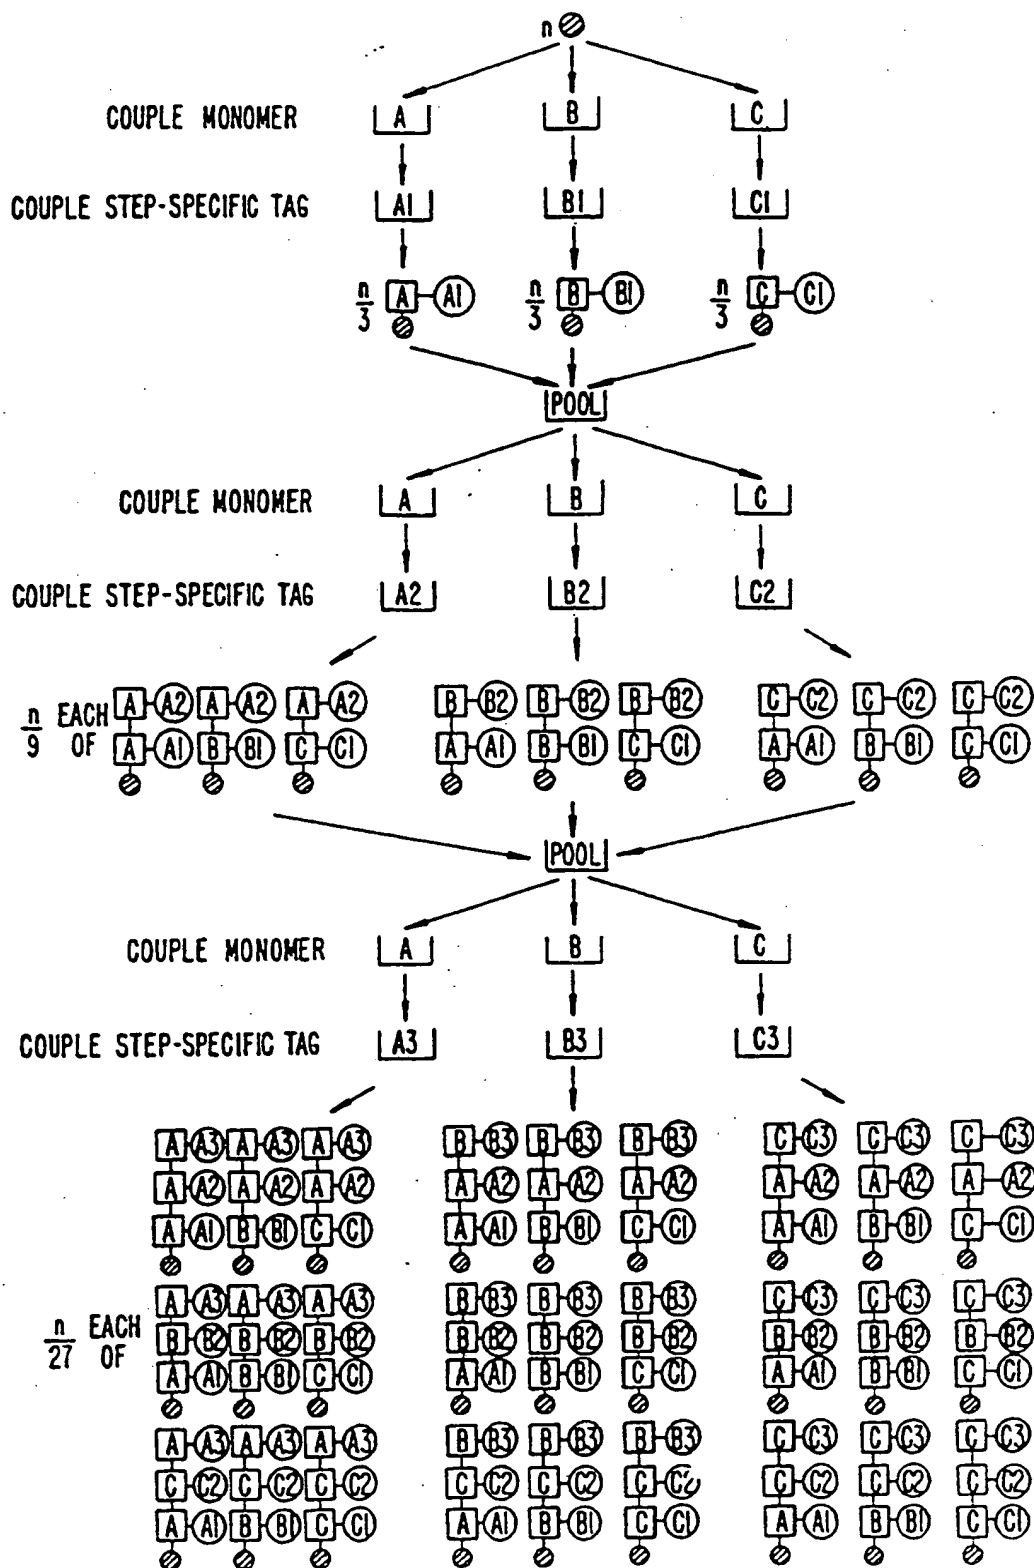 n
COUPLE MONOMER A B C
COUPLE STEP-SPECIFIC TAG A1 B1 C1
n/3 A A1 n/3 B B1 n/3 C C1
POOL
COUPLE MONOMER A B C
COUPLE STEP-SPECIFIC TAG A2 B2 C2
n/9 EACH OF
A A2 A A2 A A2 B B2 B B2 B B2 C C2 C C2 C C2
A A1 B B1 C C1 A A1 B B1 C C1 A A1 B B1 C C1
POOL
COUPLE MONOMER A B C
COUPLE STEP-SPECIFIC TAG A3 B3 C3
A A3 A A3 A A3 B B3 B B3 B B3 C C3 C C3 C C3
A A2 A A2 A A2 A A2 A A2 A A2 A A2 A A2 A A2
A A1 B B1 C C1 A A1 B B1 C C1 A A1 B B1 C C1
n/27 EACH OF
A A3 A A3 A A3 B B3 B B3 B B3 C C3 C C3 C C3
B B2 B B2 B B2 B B2 B B2 B B2 B B2 B B2 B B2
A A1 B B1 C C1 A A1 B B1 C C1 A A1 B B1 C C1
A A3 A A3 A A3 B B3 B B3 B B3 C C3 C C3 C C3
C C2 C C2 C C2 C C2 C C2 C C2 C C2 C C2 C C2
A A1 B B1 C C1 A A1 B B1 C C1 A A1 B B1 C C1